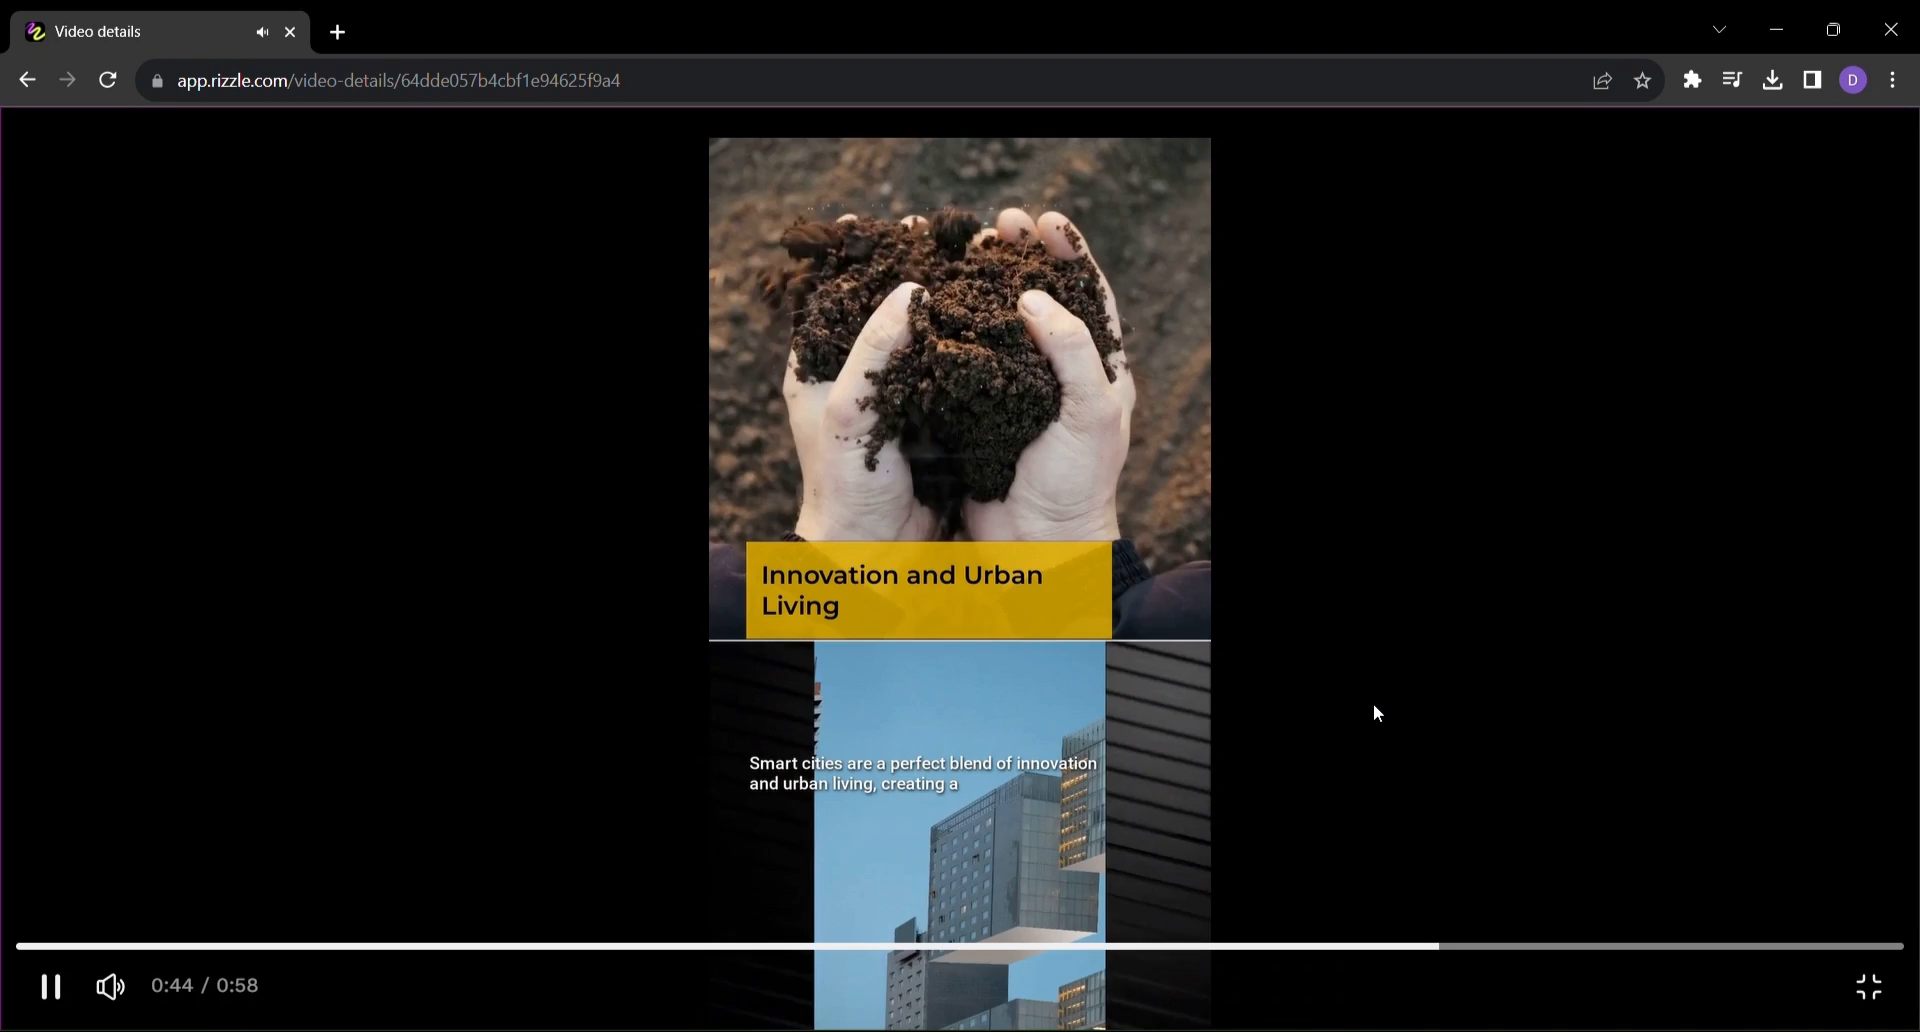 Video details
app.rizzle.com/video-details/64dde057b4cbf1e94625f9a4
D
Innovation and Urban
Living
Smart cities are a perfect blend of innovation
and urban living, creating a
0:44 / 0:58